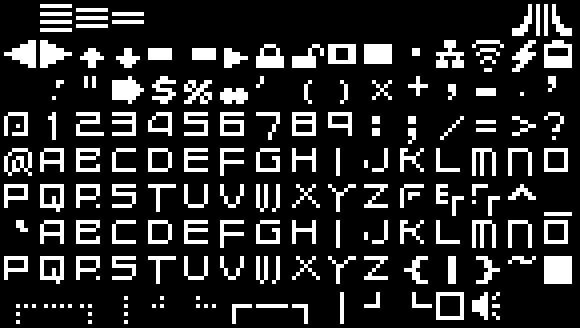 ! " $ % ' ( ) X + , - . '
0 1 2 3 4 5 6 7 8 9 : ; / = > ?
@ A B C D E F G H I J K L M N O
P Q R S T U V W X Y Z ^
A B C D E F G H I J K L M N O
P Q R S T U V W X Y Z { | } ~